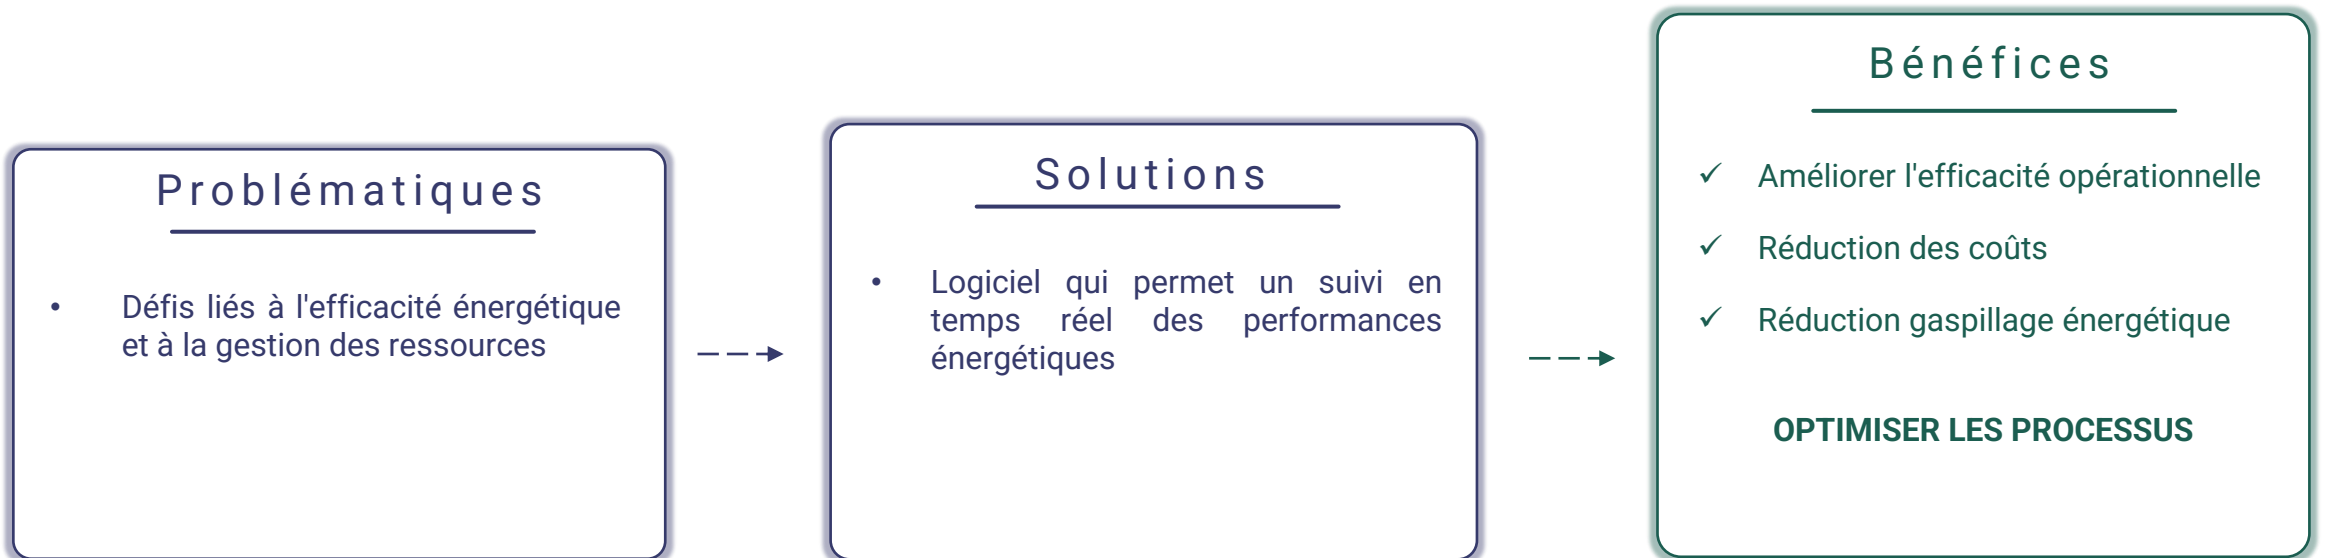 Problématiques
• Défis liés à l'efficacité énergétique
et à la gestion des ressources
Solutions
• Logiciel qui permet un suivi en
temps réel des performances
énergétiques
Bénéfices
✓ Améliorer l'efficacité opérationnelle
✓ Réduction des coûts
✓ Réduction gaspillage énergétique
OPTIMISER LES PROCESSUS